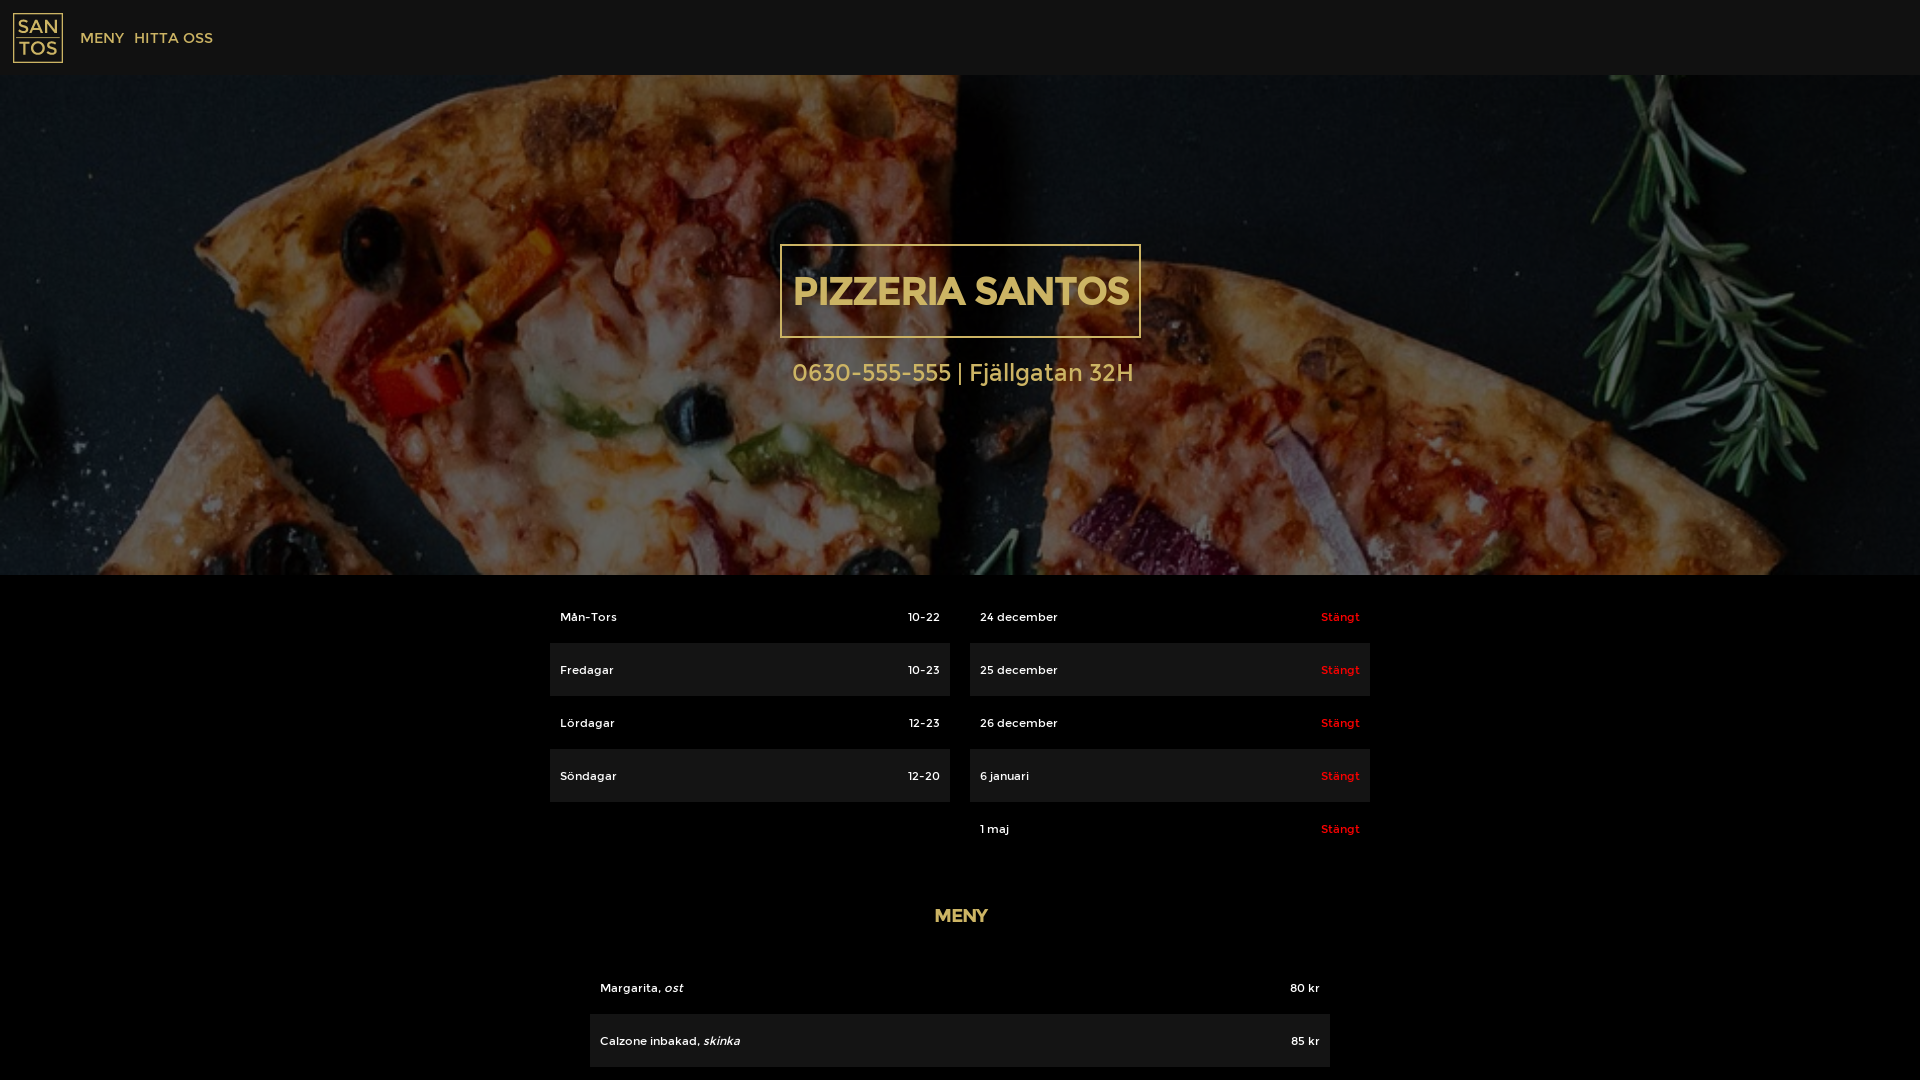 SAN
TOS
MENY HITTA OSS
PIZZERIA SANTOS
0630-555-555 | Fjällgatan 32H
Mån-Tors 10-22
Fredagar 10-23
Lördagar 12-23
Söndagar 12-20
24 december Stängt
25 december Stängt
26 december Stängt
6 januari Stängt
1 maj Stängt
MENY
Margarita, ost 80 kr
Calzone inbakad, skinka 85 kr